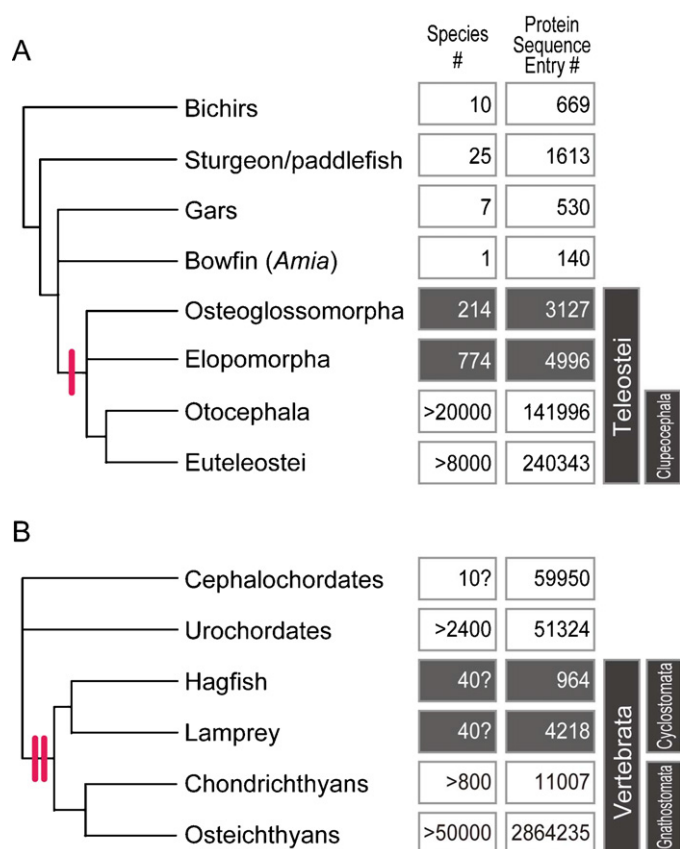 A
Species
#
Protein
Sequence
Entry #
Bichirs 10 669
Sturgeon/paddlefish 25 1613
Gars 7 530
Bowfin (Amia) 1 140
Osteoglossomorpha 214 3127
Elopomorpha 774 4996
Otocephala >20000 141996
Euteleostei >8000 240343
Teleostei
Clupeocephala
B
Cephalochordates 10? 59950
Urochordates >2400 51324
Hagfish 40? 964
Lamprey 40? 4218
Chondrichthyans >800 11007
Osteichthyans >50000 2864235
Vertebrata
Cyclostomata
Gnathostomata